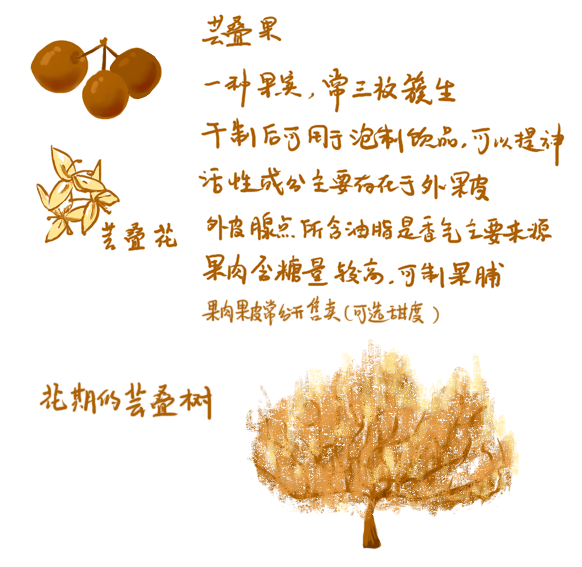 芸叠果
一种果实，常三枚簇生
干制后可用于泡制饮品，可以提神
活性成分主要存在于外果皮
外皮腺点所含油脂是香气主要来源
果肉含糖量较高，可制果脯
果肉果皮常分开售卖（可选甜度）
芸叠花
花期的芸叠树